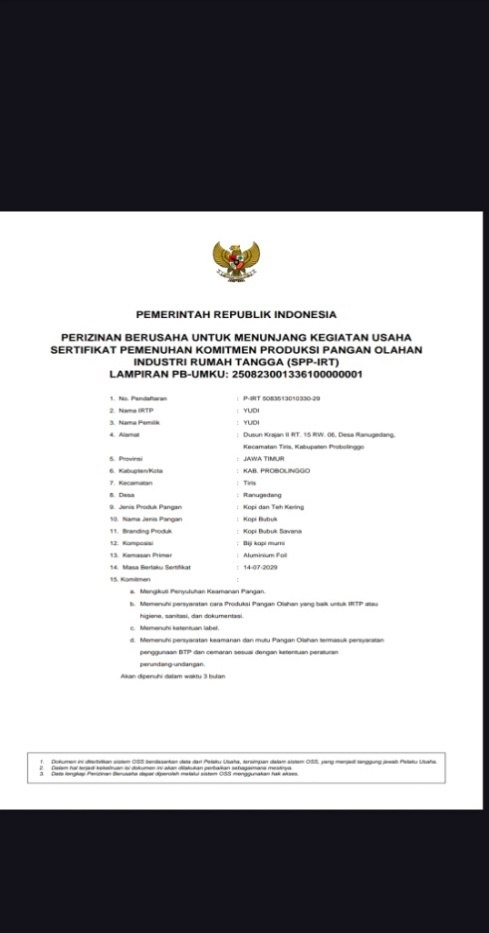 PEMERINTAH REPUBLIK INDONESIA
PERIZINAN BERUSAHA UNTUK MENUNJANG KEGIATAN USAHA
SERTIFIKAT PEMENUHAN KOMITMEN PRODUKSI PANGAN OLAHAN
INDUSTRI RUMAH TANGGA (SPP-IRT)
LAMPIRAN PB-UMKU: 250823001336100000001
1. No. Pendaftaran : P-IRT 5083513010330-29
2. Nama IRTP : YUDI
3. Nama Pemilik : YUDI
4. Alamat : Dusun Krajan II RT. 15 RW. 06, Desa Ranugedang,
Kecamatan Tiris, Kabupaten Probolinggo
5. Provinsi : JAWA TIMUR
6. Kabupten/Kota : KAB. PROBOLINGGO
7. Kecamatan : Tiris
8. Desa : Ranugedang
9. Jenis Produk Pangan : Kopi dan Teh Kering
10. Nama Jenis Pangan : Kopi Bubuk
11. Branding Produk : Kopi Bubuk Savana
12. Komposisi : Biji kopi murni
13. Kemasan Primer : Aluminium Foil
14. Masa Berlaku Sertifikat : 14-07-2029
15. Komitmen :
a. Mengikuti Penyuluhan Keamanan Pangan.
b. Memenuhi persyaratan cara Produksi Pangan Olahan yang baik untuk IRTP atau
higiene, sanitasi, dan dokumentasi.
c. Memenuhi ketentuan label.
d. Memenuhi persyaratan keamanan dan mutu Pangan Olahan termasuk persyaratan
penggunaan BTP dan cemaran sesuai dengan ketentuan peraturan
perundang-undangan.
Akan dipenuhi dalam waktu 3 bulan
1. Dokumen ini diterbitkan sistem OSS berdasarkan data dari Pelaku Usaha, tersimpan dalam sistem OSS, yang menjadi tanggung jawab Pelaku Usaha.
2. Dalam hal terjadi kekeliruan isi dokumen ini akan dilakukan perbaikan sebagaimana mestinya.
3. Data lengkap Perizinan Berusaha dapat diperoleh melalui sistem OSS menggunakan hak akses.